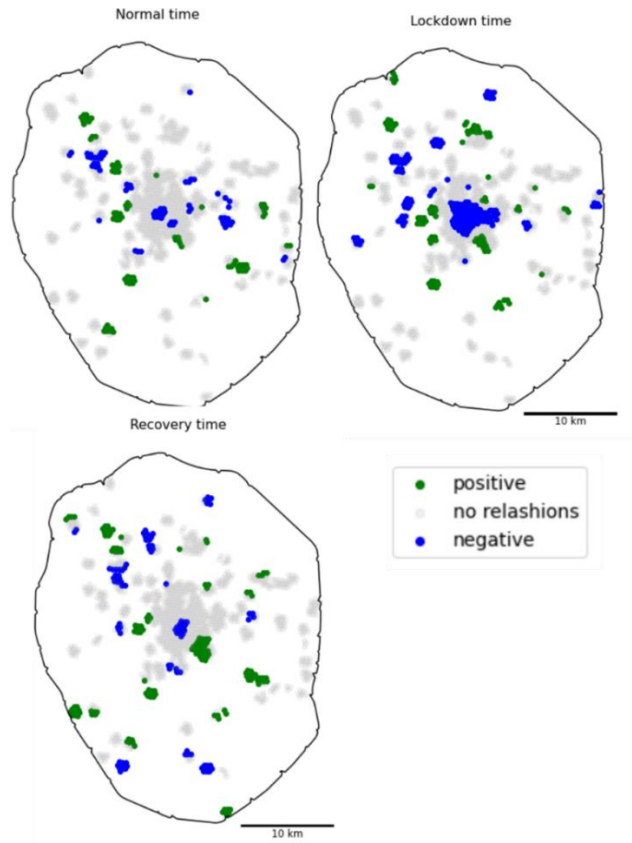 Normal time
Lockdown time
10 km
Recovery time
positive
no relashions
negative
10 km